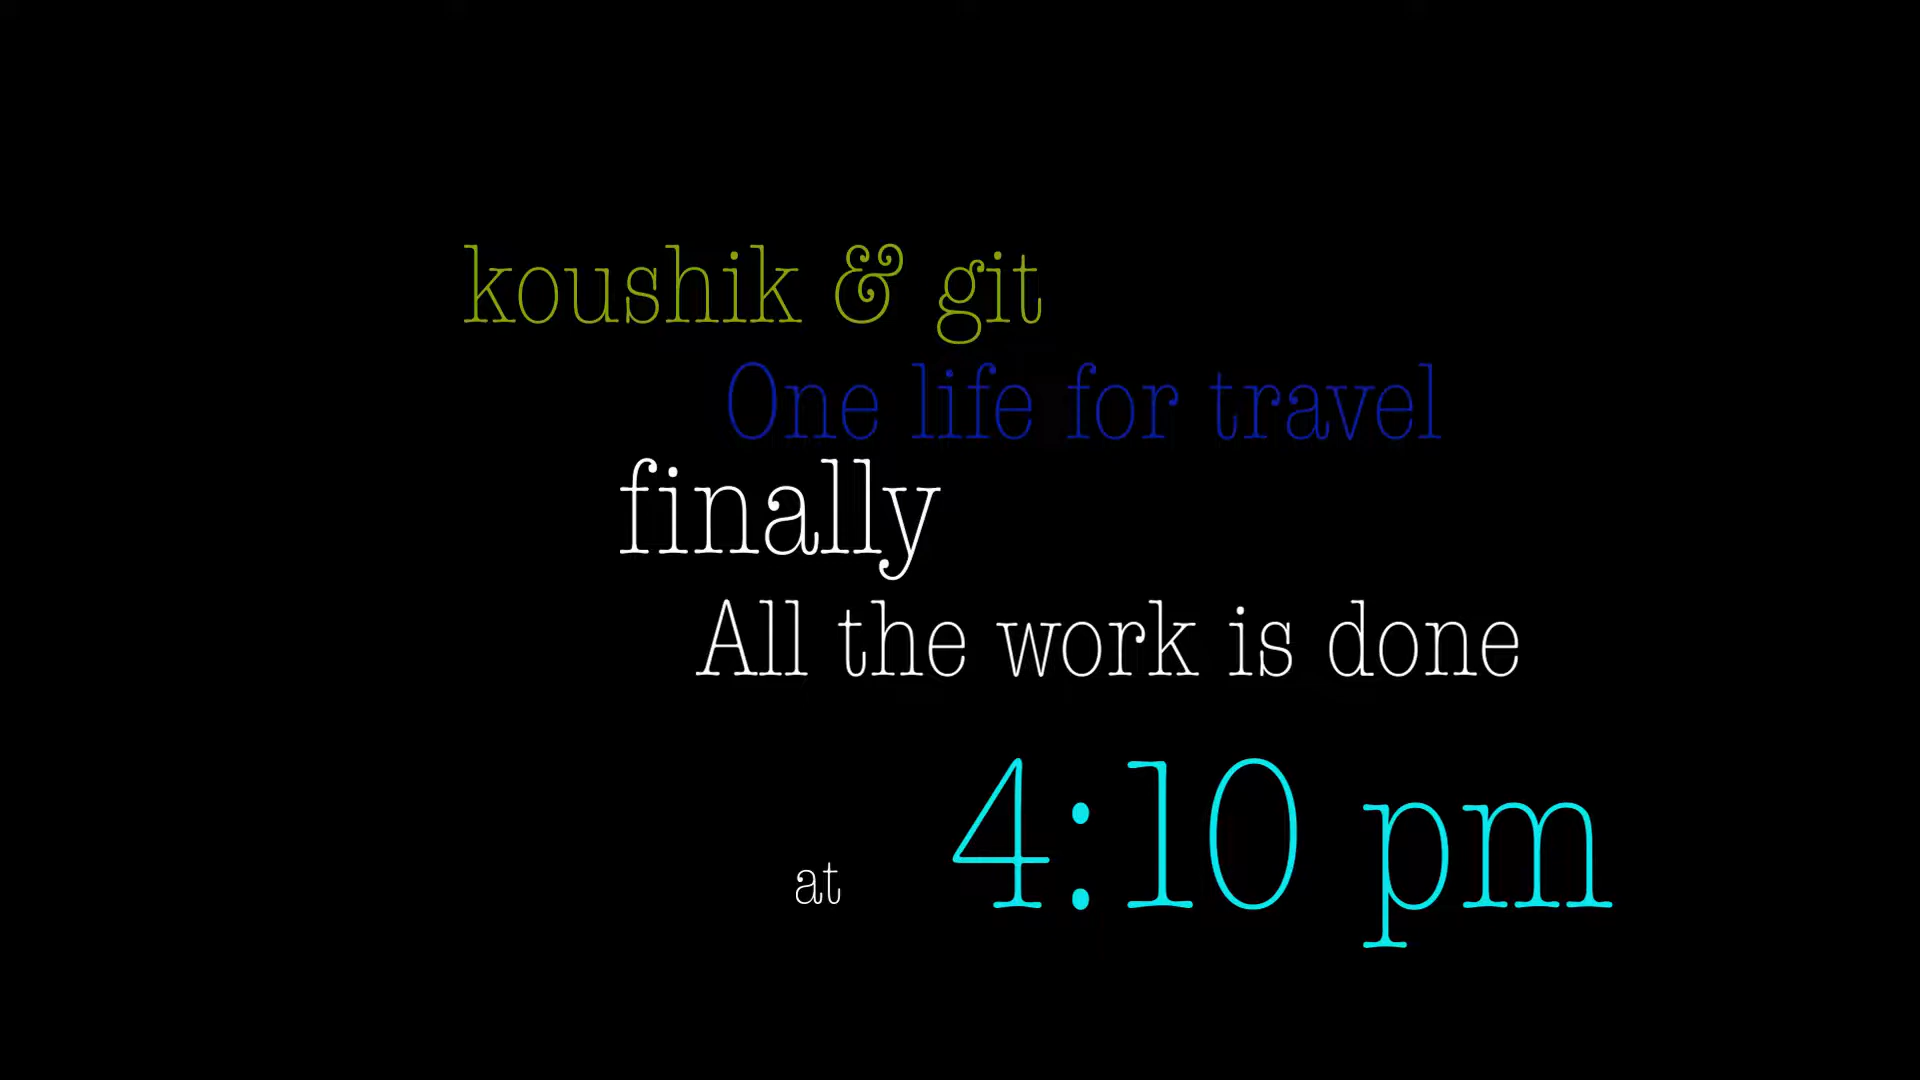 koushik & git
One life for travel
finally
All the work is done
at 4:10 pm